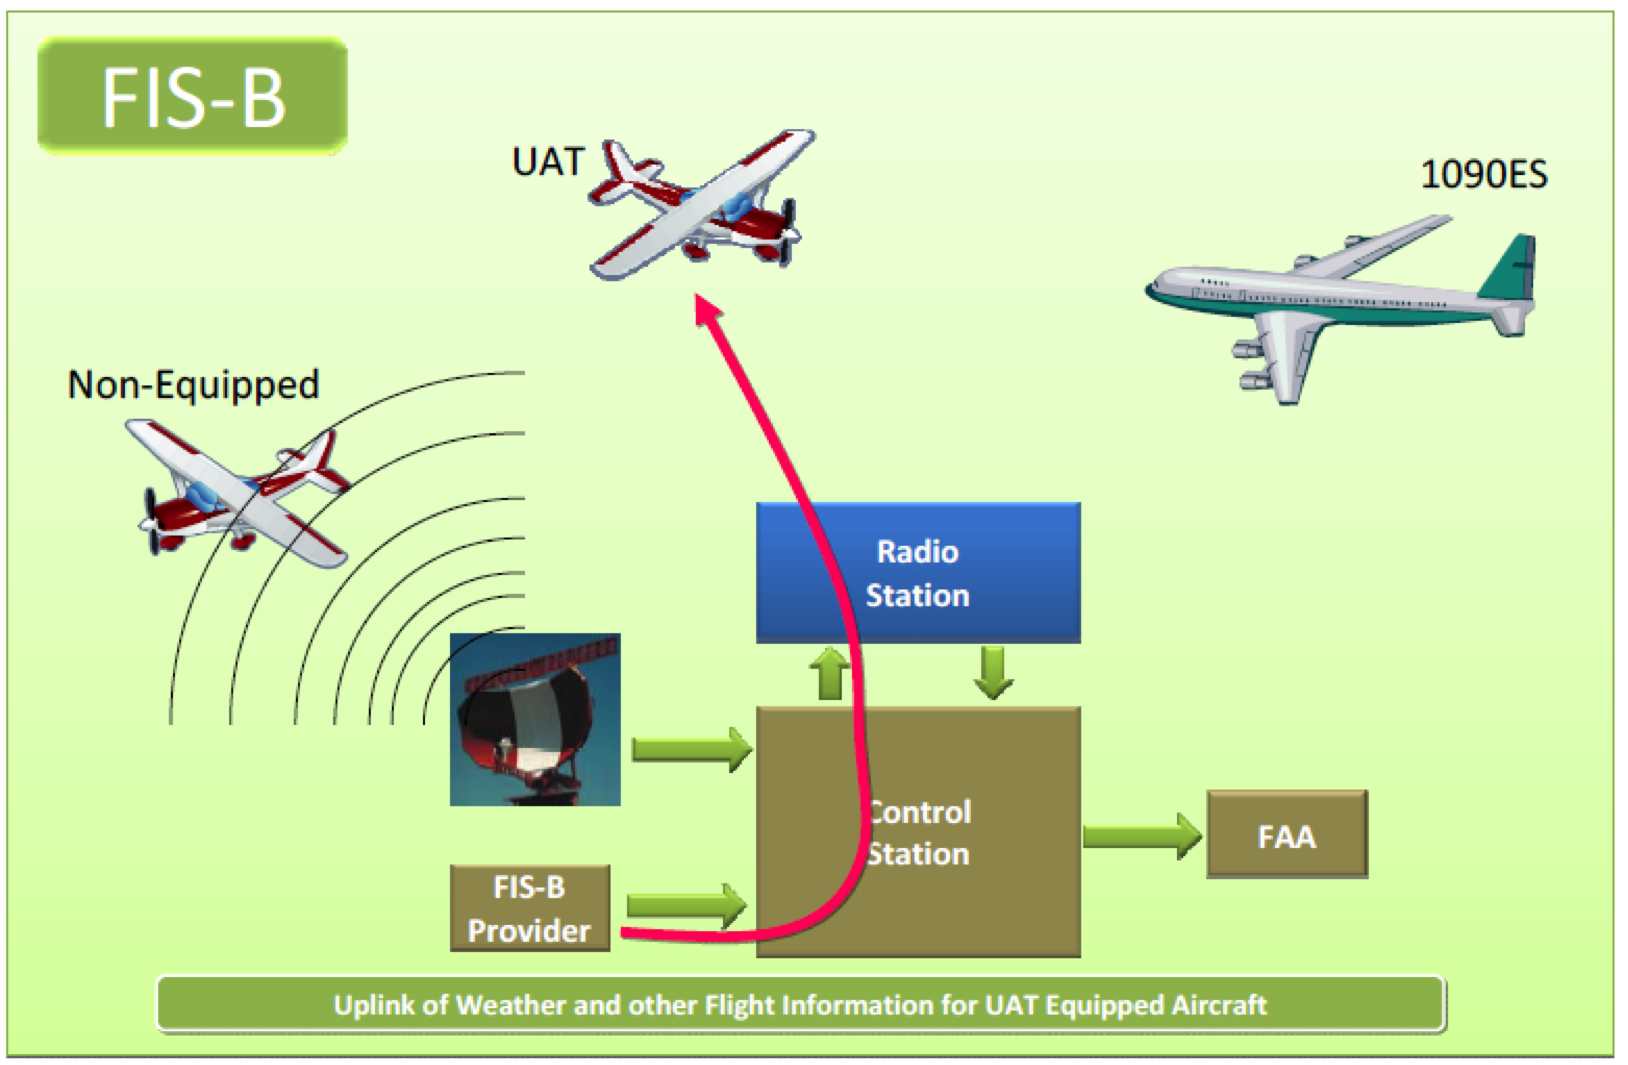 FIS-B
UAT
1090ES
Non-Equipped
Radio
Station
Control
Station
FAA
FIS-B
Provider
Uplink of Weather and other Flight Information for UAT Equipped Aircraft